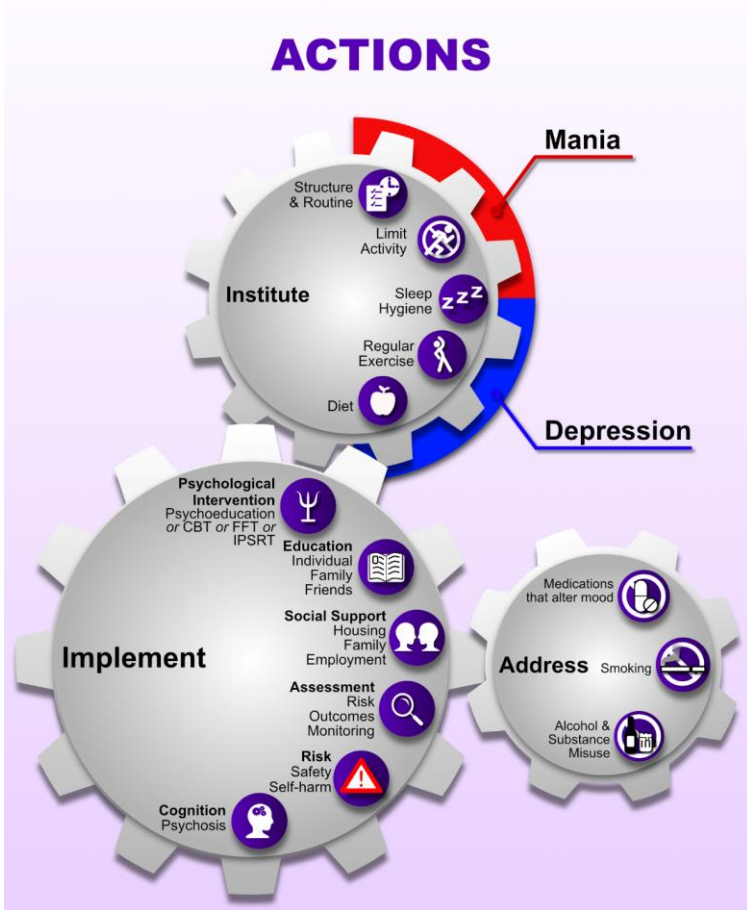 ACTIONS
Mania
Structure
& Routine
Limit
Activity
Institute
Sleep
Hygiene
zzz
Regular
Exercise
Diet
Depression
Psychological
Intervention
Psychoeducation
or CBT or FFT or
IPSRT
Ψ
Education
Individual
Family
Friends
Social Support
Housing
Family
Employment
Implement
Assessment
Risk
Outcomes
Monitoring
Risk
Safety
Self-harm
Cognition
Psychosis
Medications
that alter mood
Address
Smoking
Alcohol &
Substance
Misuse